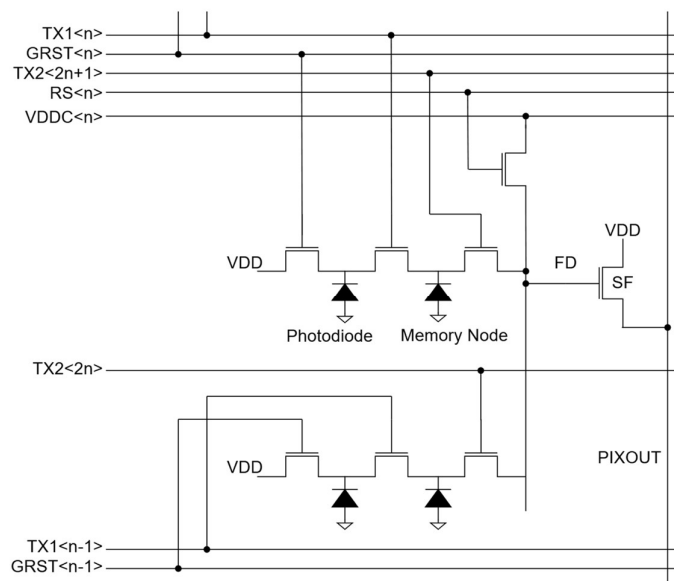 TX1<n>
GRST<n>
TX2<2n+1>
RS<n>
VDDC<n>
VDD
VDD
FD
SF
Photodiode
Memory Node
TX2<2n>
VDD
PIXOUT
TX1<n-1>
GRST<n-1>